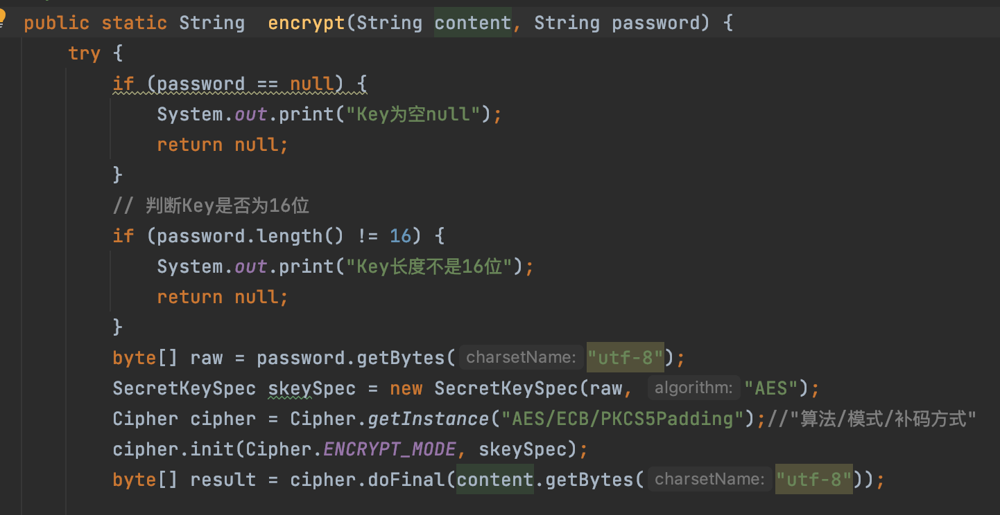 public static String  encrypt(String content, String password) {
try {
if (password == null) {
System.out.print("Key为空null");
return null;
}
// 判断Key是否为16位
if (password.length() != 16) {
System.out.print("Key长度不是16位");
return null;
}
byte[] raw = password.getBytes( charsetName: "utf-8");
SecretKeySpec skeySpec = new SecretKeySpec(raw, algorithm: "AES");
Cipher cipher = Cipher.getInstance("AES/ECB/PKCS5Padding");//"算法/模式/补码方式"
cipher.init(Cipher.ENCRYPT_MODE, skeySpec);
byte[] result = cipher.doFinal(content.getBytes( charsetName: "utf-8"));